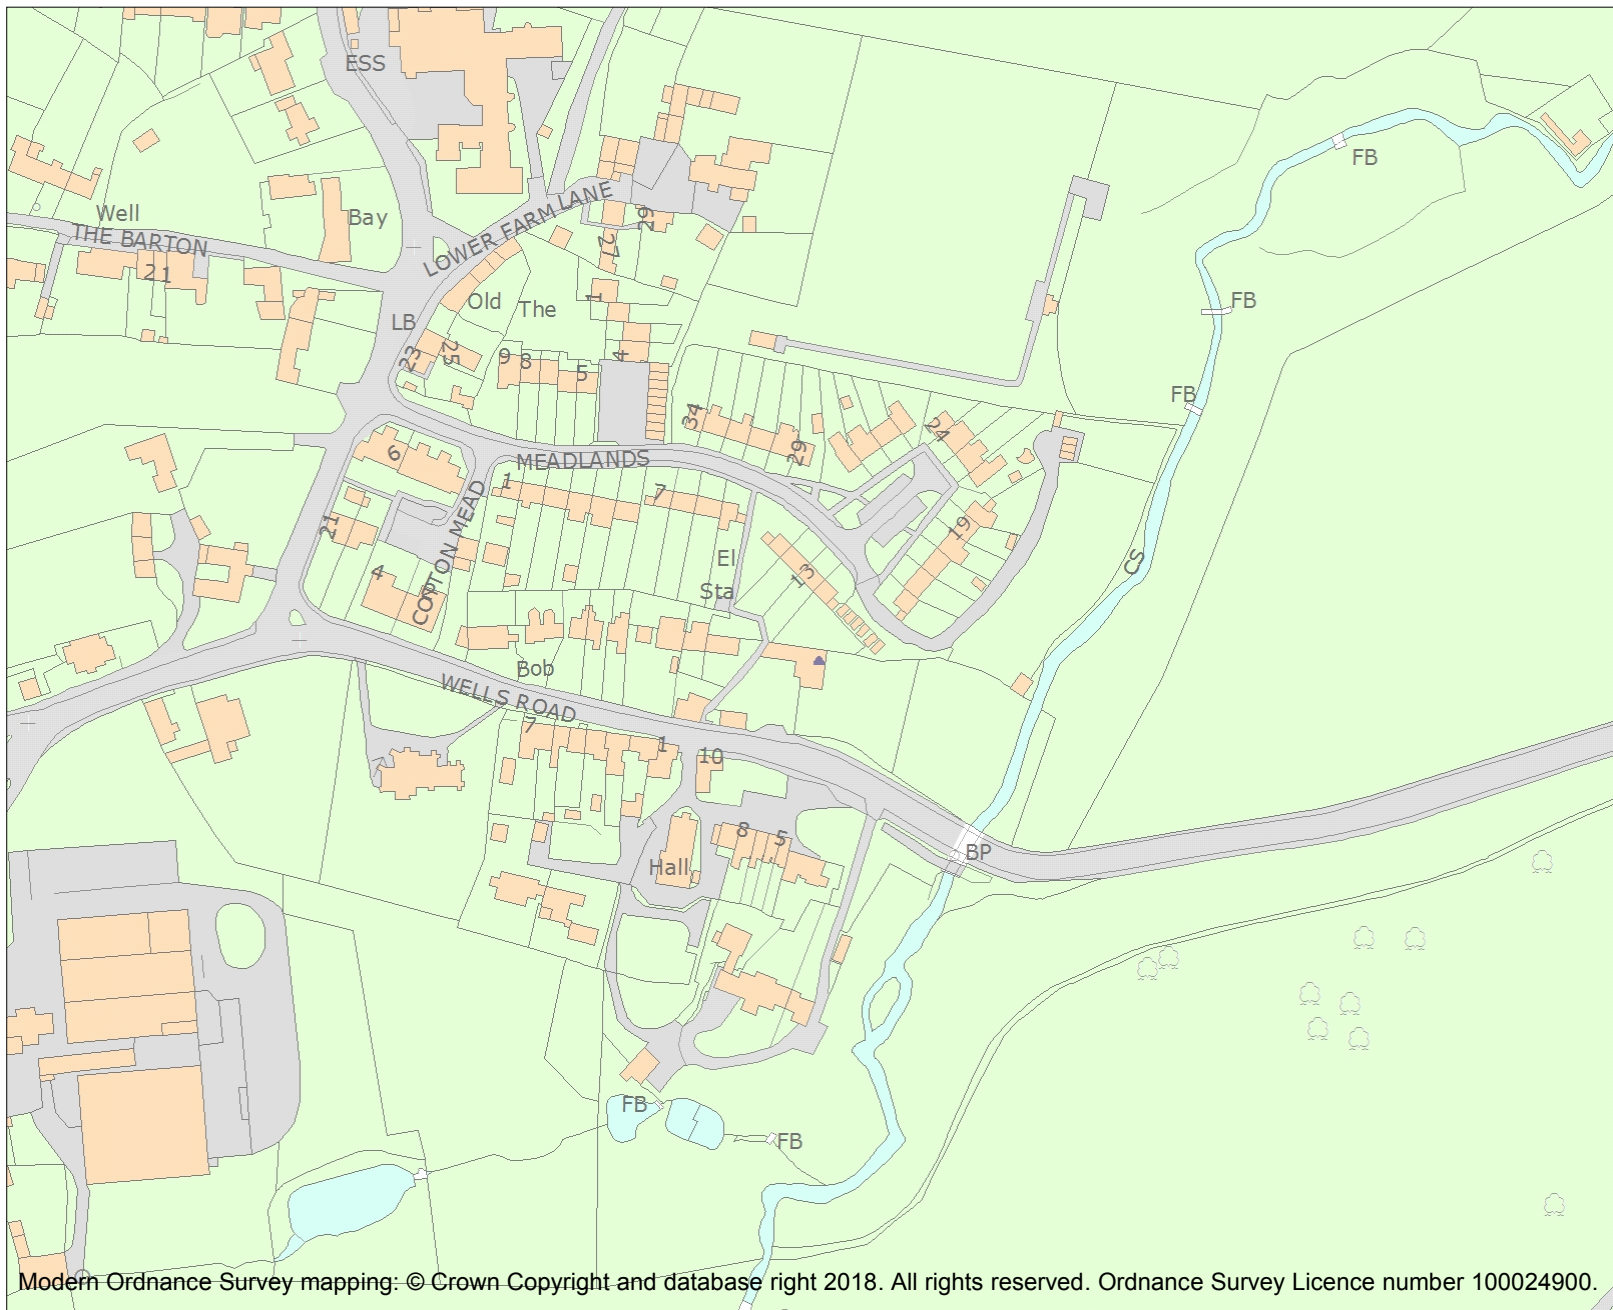 ESS
FB
Well
Bay
THE BARTON
LOWER FARM LANE
29
27
21
1
Old
The
FB
LB
23
25
9
8
5
4
FB
34
29
24
6
MEADLANDS
1
7
21
19
COPTON MEAD
El
Sta
13
4
CS
Bob
WELLS ROAD
7
1
10
8
5
Hall
BP
FB
FB
Modern Ordnance Survey mapping: © Crown Copyright and database right 2018. All rights reserved. Ordnance Survey Licence number 100024900.